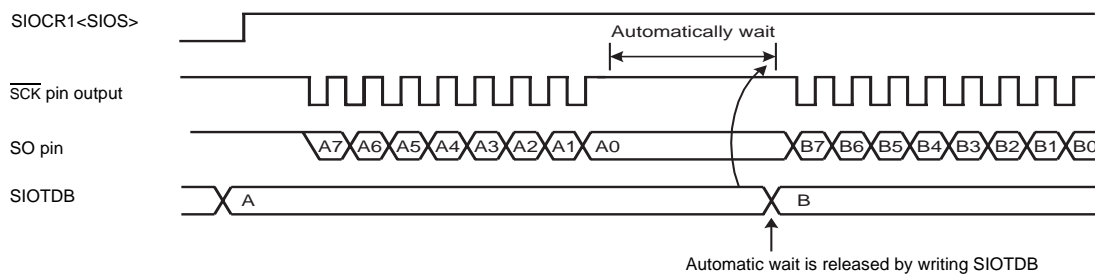 SIOCR1<SIOS>
Automatically wait
SCK pin output
SO pin
A7 A6 A5 A4 A3 A2 A1 A0 B7 B6 B5 B4 B3 B2 B1 B0
SIOTDB
A B
Automatic wait is released by writing SIOTDB